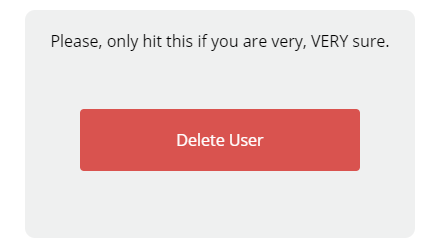 Please, only hit this if you are very, VERY sure.
Delete User